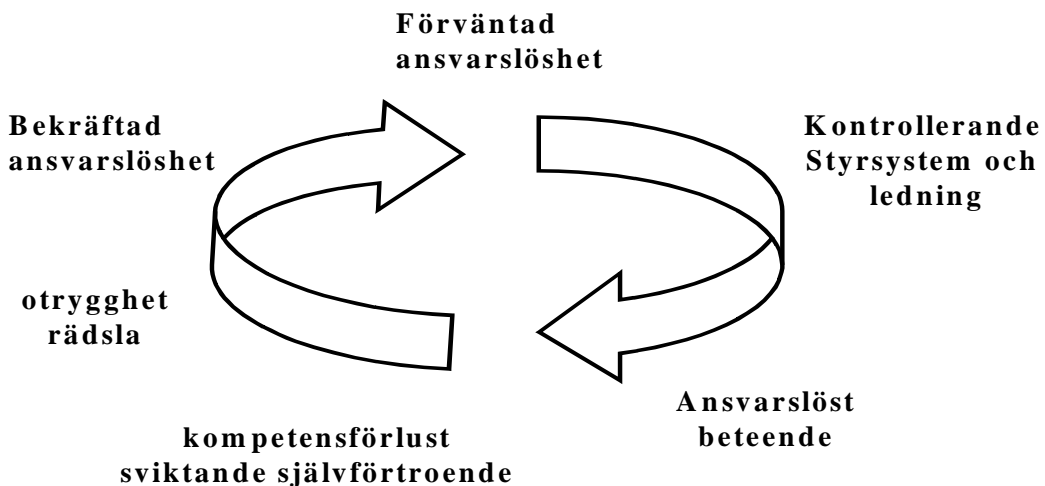 Förväntad
ansvarslöshet
Bekräftad
ansvarslöshet
Kontrollerande
Styrsystem och
ledning
otrygghet
rädsla
Ansvarslöst
beteende
kompetensförlust
sviktande självförtroende